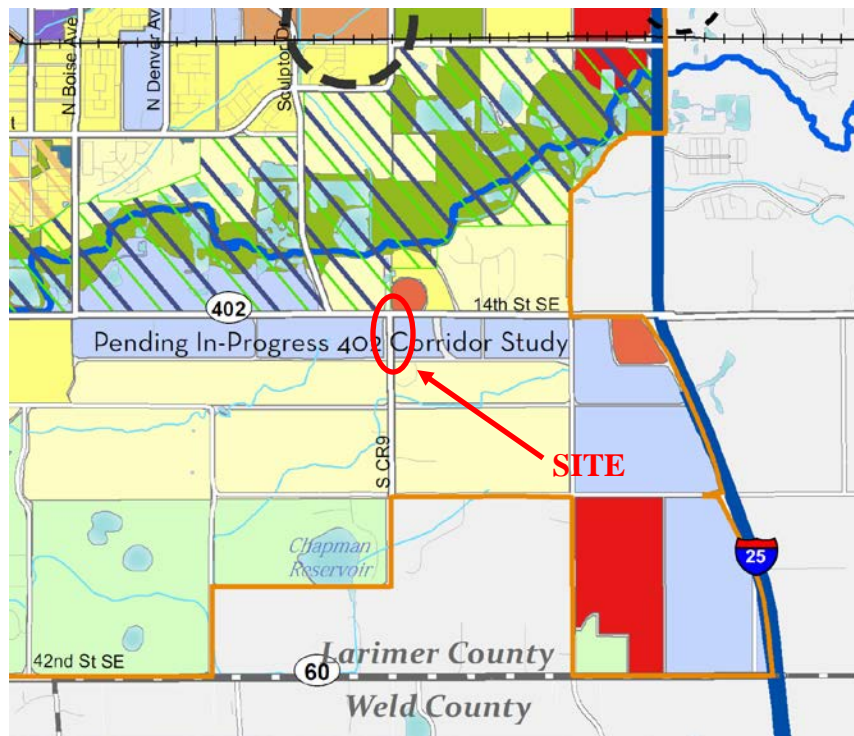 N Boise Ave
N Denver Av
Sculptor Dr
402
14th St SE
Pending In-Progress 402 Corridor Study
S CR9
SITE
Chapman
Reservoir
25
42nd St SE
60
Larimer County
Weld County